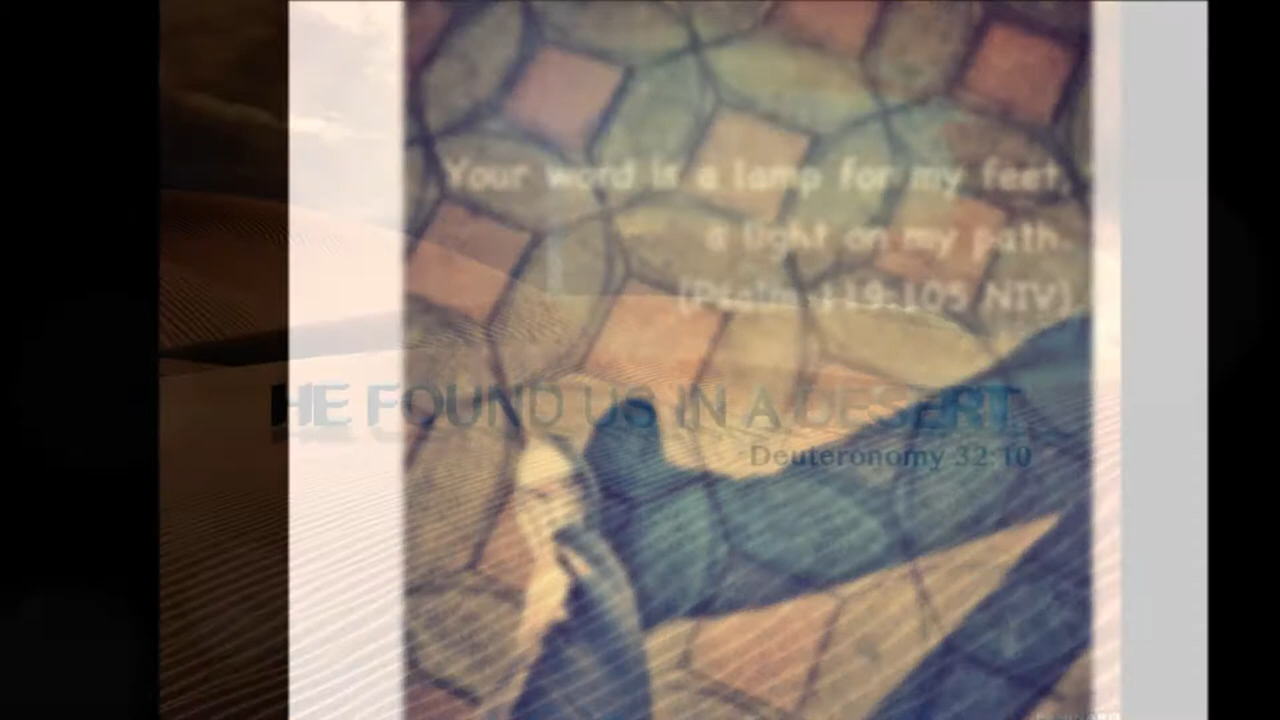 Your word is a lamp for my feet,
a light on my path.
(Psalm 119:105 NIV)
HE FOUND US IN A DESERT
Deuteronomy 32:10